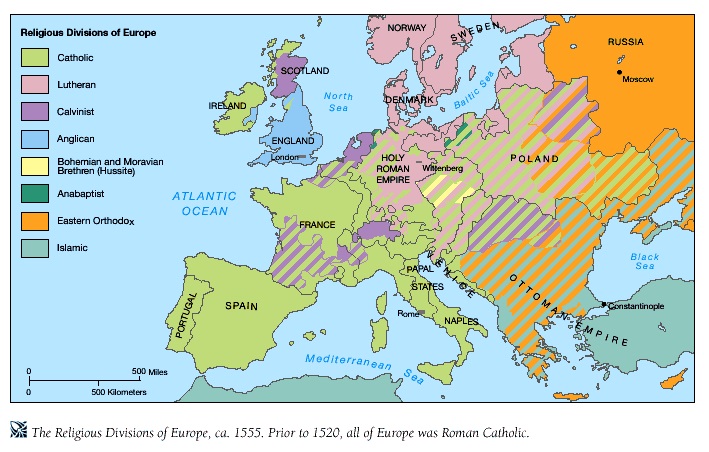 Religious Divisions of Europe
Catholic
Lutheran
Calvinist
Anglican
Bohemian and Moravian
Brethren (Hussite)
Anabaptist
Eastern Orthodox
Islamic
NORWAY
SWEDEN
RUSSIA
Moscow
SCOTLAND
North
Sea
Baltic Sea
IRELAND
DENMARK
ENGLAND
London
HOLY
ROMAN
EMPIRE
Wittenberg
POLAND
ATLANTIC
OCEAN
FRANCE
VENICE
Black
Sea
PAPAL
STATES
OTTOMAN EMPIRE
Constantinople
PORTUGAL
SPAIN
Rome
NAPLES
Mediterranean Sea
0 500 Miles
0 500 Kilometers
The Religious Divisions of Europe, ca. 1555. Prior to 1520, all of Europe was Roman Catholic.